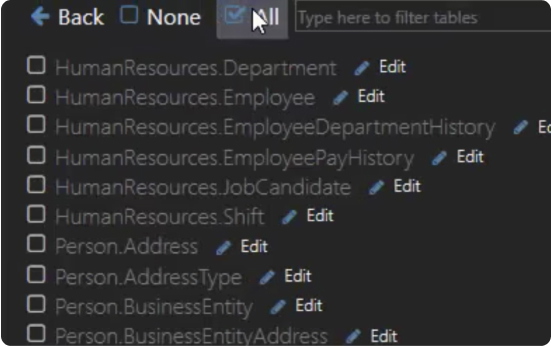 Back None All Type here to filter tables
HumanResources.Department Edit
HumanResources.Employee Edit
HumanResources.EmployeeDepartmentHistory
HumanResources.EmployeePayHistory Edit
HumanResources.JobCandidate Edit
HumanResources.Shift Edit
Person.Address Edit
Person.AddressType Edit
Person.BusinessEntity Edit
Person.BusinessEntityAddress Edit